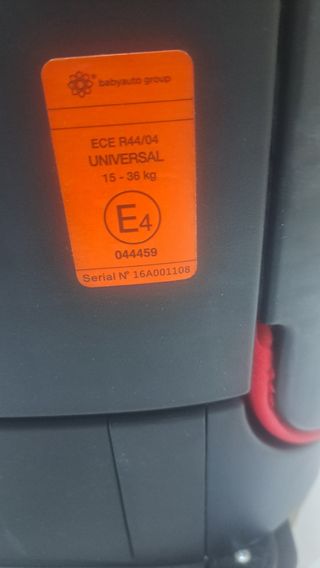 babyauto group
ECE R44/04
UNIVERSAL
15 - 36 kg
E4
044459
Serial Nº 16A001108